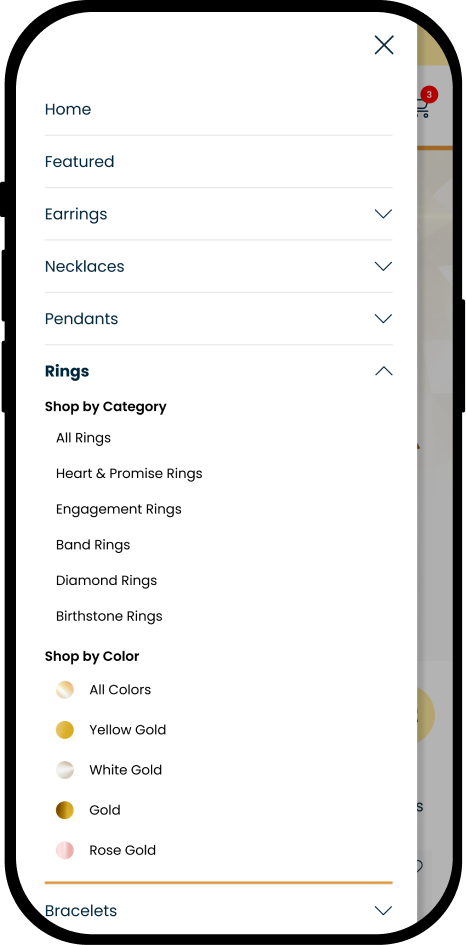 3
Home
Featured
Earrings
Necklaces
Pendants
Rings
Shop by Category
All Rings
Heart & Promise Rings
Engagement Rings
Band Rings
Diamond Rings
Birthstone Rings
Shop by Color
All Colors
Yellow Gold
White Gold
Gold
Rose Gold
Bracelets